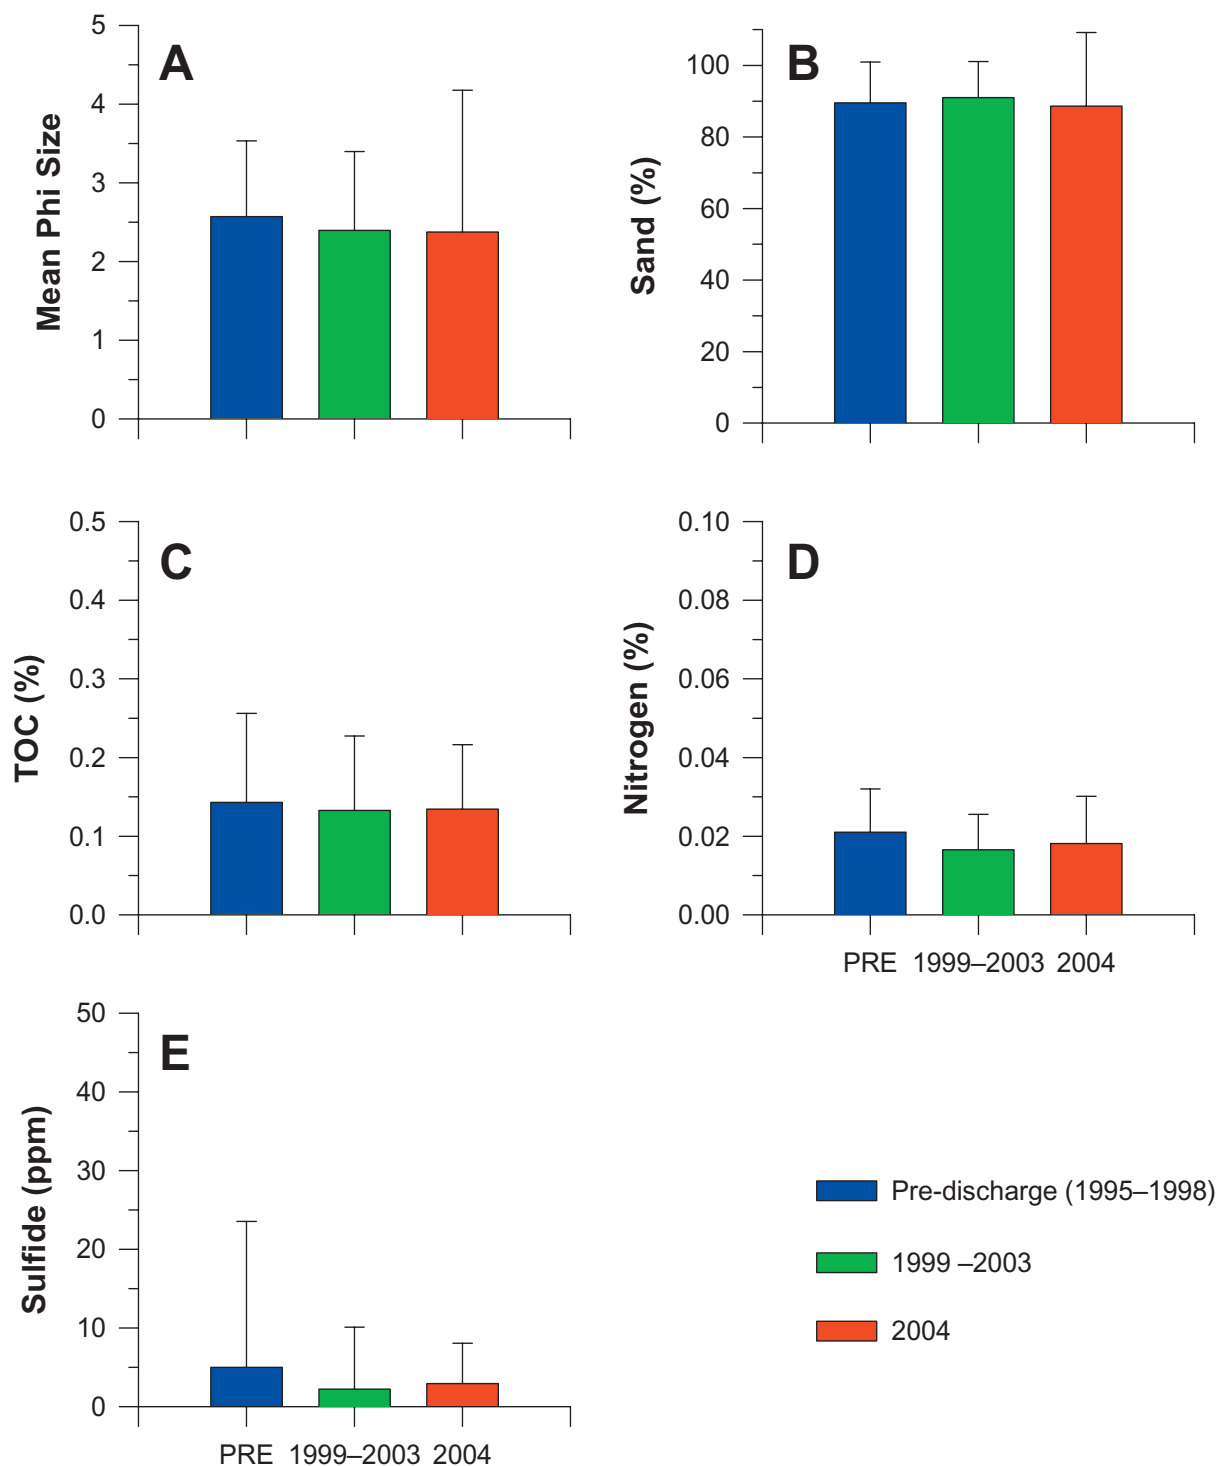 A
Mean Phi Size
5
4
3
2
1
0
B
Sand (%)
100
80
60
40
20
0
C
TOC (%)
0.5
0.4
0.3
0.2
0.1
0.0
D
Nitrogen (%)
0.10
0.08
0.06
0.04
0.02
0.00
PRE 1999–2003 2004
E
Sulfide (ppm)
50
40
30
20
10
0
PRE 1999–2003 2004
Pre-discharge (1995–1998)
1999 –2003
2004